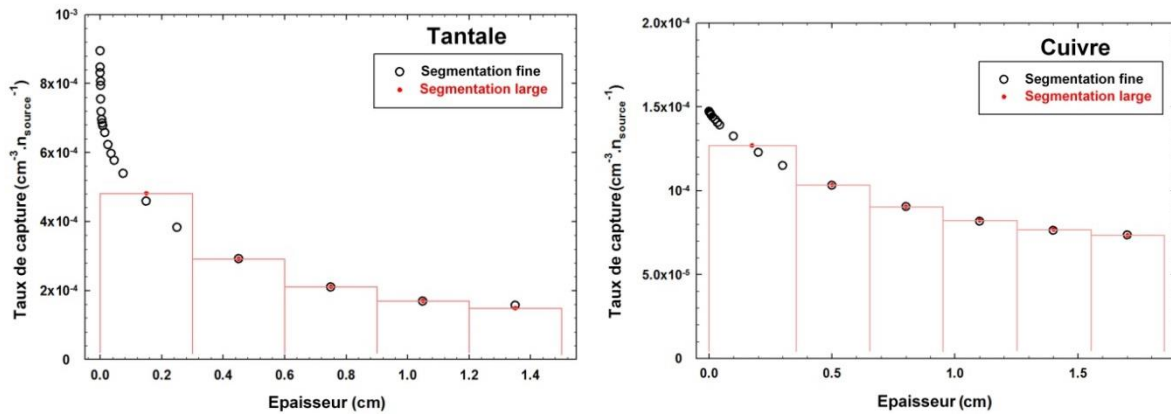 Tantale
Segmentation fine
Segmentation large
Taux de capture (cm⁻³.n_source⁻¹)
10⁻³
8x10⁻⁴
6x10⁻⁴
4x10⁻⁴
2x10⁻⁴
0
0.0 0.2 0.4 0.6 0.8 1.0 1.2 1.4
Epaisseur (cm)
Cuivre
Segmentation fine
Segmentation large
Taux de capture (cm⁻³.n_source⁻¹)
2.0x10⁻⁴
1.5x10⁻⁴
10⁻⁴
5.0x10⁻⁵
0
0.0 0.5 1.0 1.5
Epaisseur (cm)